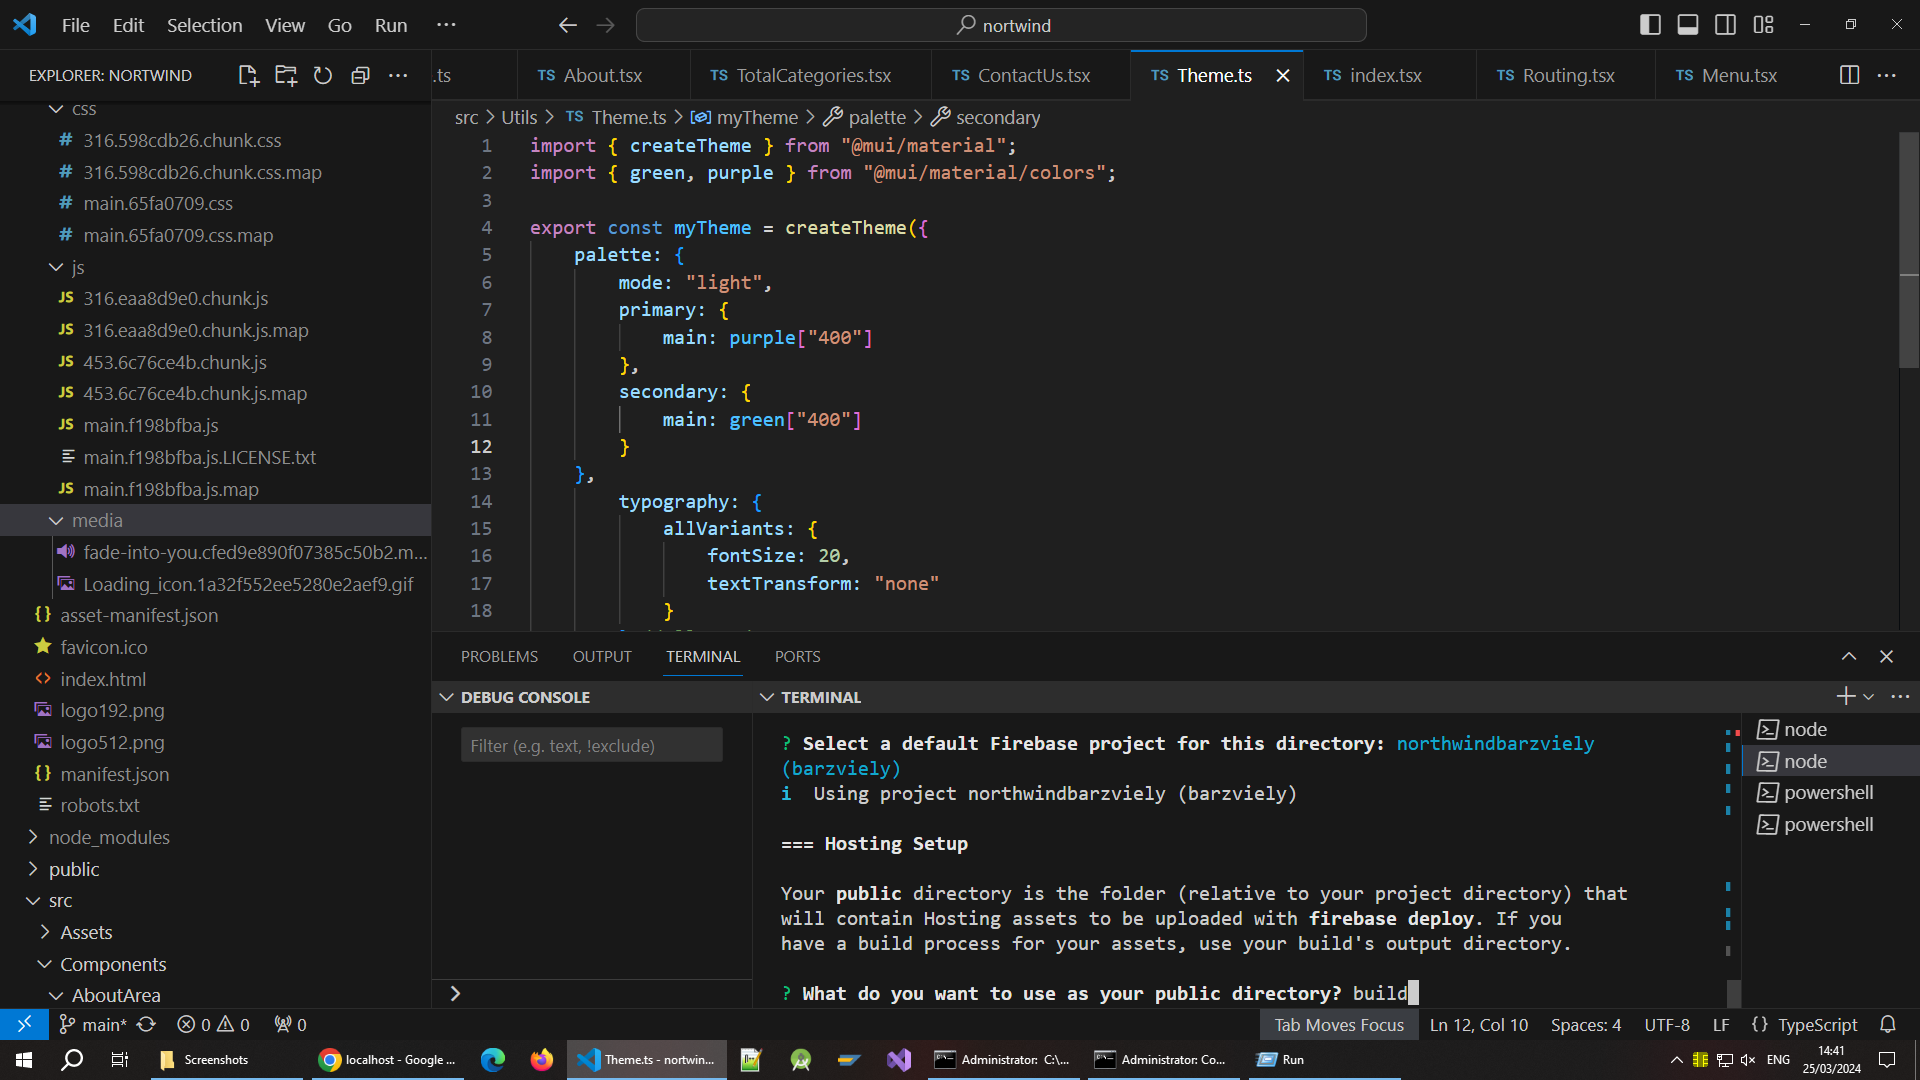 File Edit Selection View Go Run ···
nortwind
EXPLORER: NORTWIND
css
316.598cdb26.chunk.css
316.598cdb26.chunk.css.map
main.65fa0709.css
main.65fa0709.css.map
js
316.eaa8d9e0.chunk.js
316.eaa8d9e0.chunk.js.map
453.6c76ce4b.chunk.js
453.6c76ce4b.chunk.js.map
main.f198bfba.js
main.f198bfba.js.LICENSE.txt
main.f198bfba.js.map
media
fade-into-you.cfed9e890f07385c50b2.m...
Loading_icon.1a32f552ee5280e2aef9.gif
asset-manifest.json
favicon.ico
index.html
logo192.png
logo512.png
manifest.json
robots.txt
node_modules
public
src
Assets
Components
AboutArea
.ts TS About.tsx TS TotalCategories.tsx TS ContactUs.tsx TS Theme.ts TS index.tsx TS Routing.tsx TS Menu.tsx
src > Utils > TS Theme.ts > myTheme > palette > secondary
1 import { createTheme } from "@mui/material";
2 import { green, purple } from "@mui/material/colors";
3
4 export const myTheme = createTheme({
5 palette: {
6 mode: "light",
7 primary: {
8 main: purple["400"]
9 },
10 secondary: {
11 main: green["400"]
12 }
13 },
14 typography: {
15 allVariants: {
16 fontSize: 20,
17 textTransform: "none"
18 }
PROBLEMS OUTPUT TERMINAL PORTS
DEBUG CONSOLE
Filter (e.g. text, !exclude)
TERMINAL
? Select a default Firebase project for this directory: northwindbarzviely
(barzviely)
i Using project northwindbarzviely (barzviely)
=== Hosting Setup
Your public directory is the folder (relative to your project directory) that
will contain Hosting assets to be uploaded with firebase deploy. If you
have a build process for your assets, use your build's output directory.
? What do you want to use as your public directory? build
node
node
powershell
powershell
main* 0 0 0 Tab Moves Focus Ln 12, Col 10 Spaces: 4 UTF-8 LF {} TypeScript
Screenshots localhost - Google ... Theme.ts - nortwin... Administrator: C:\... Administrator: Co... Run ENG 14:41
25/03/2024